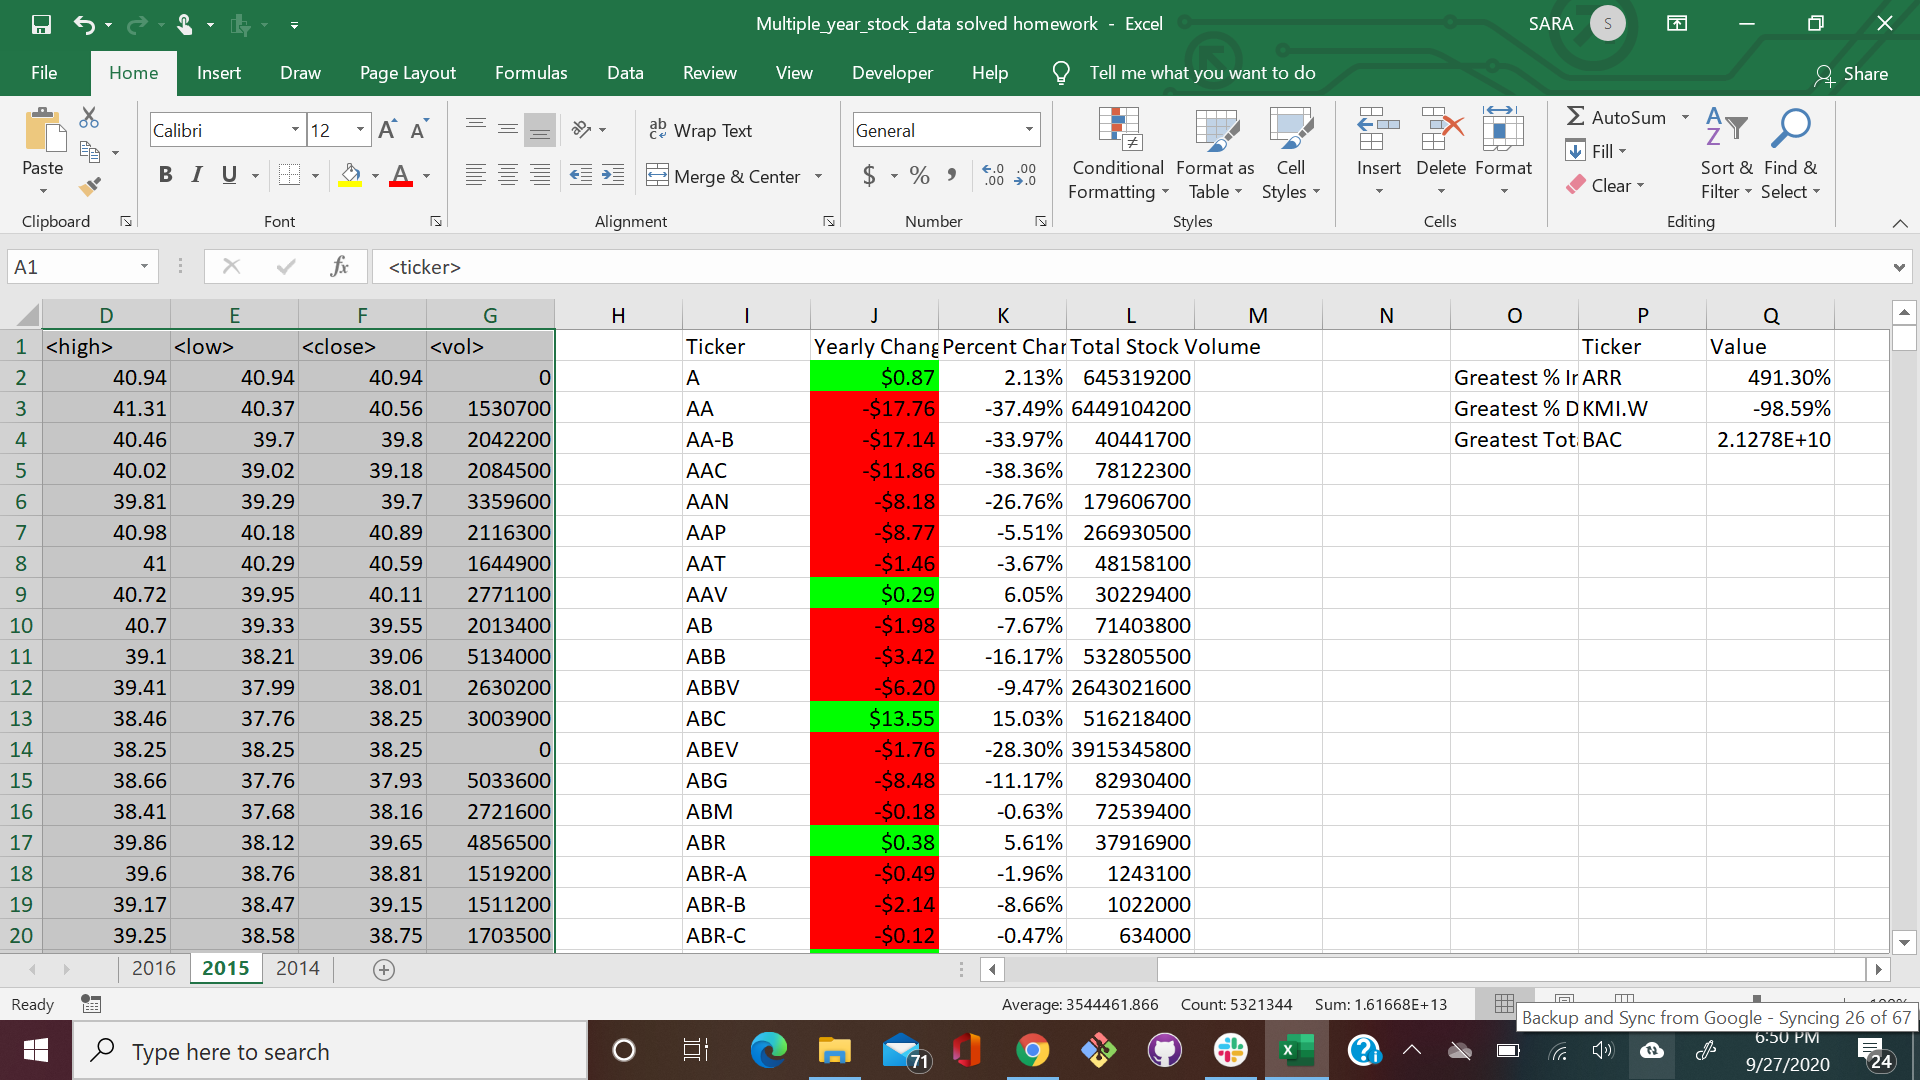 Multiple_year_stock_data solved homework - Excel
SARA S
File Home Insert Draw Page Layout Formulas Data Review View Developer Help Tell me what you want to do Share
Calibri 12 Wrap Text General AutoSum
Paste B I U Merge & Center $ % Conditional Formatting Format as Table Cell Styles Insert Delete Format Fill Clear Sort & Filter Find & Select
Clipboard Font Alignment Number Styles Cells Editing
A1 fx <ticker>
D E F G H I J K L M N O P Q
1 <high> <low> <close> <vol> Ticker Yearly Chang Percent Char Total Stock Volume Ticker Value
2 40.94 40.94 40.94 0 A $0.87 2.13% 645319200 Greatest % Ir ARR 491.30%
3 41.31 40.37 40.56 1530700 AA -$17.76 -37.49% 6449104200 Greatest % D KMI.W -98.59%
4 40.46 39.7 39.8 2042200 AA-B -$17.14 -33.97% 40441700 Greatest Tot BAC 2.1278E+10
5 40.02 39.02 39.18 2084500 AAC -$11.86 -38.36% 78122300
6 39.81 39.29 39.7 3359600 AAN -$8.18 -26.76% 179606700
7 40.98 40.18 40.89 2116300 AAP -$8.77 -5.51% 266930500
8 41 40.29 40.59 1644900 AAT -$1.46 -3.67% 48158100
9 40.72 39.95 40.11 2771100 AAV $0.29 6.05% 30229400
10 40.7 39.33 39.55 2013400 AB -$1.98 -7.67% 71403800
11 39.1 38.21 39.06 5134000 ABB -$3.42 -16.17% 532805500
12 39.41 37.99 38.01 2630200 ABBV -$6.20 -9.47% 2643021600
13 38.46 37.76 38.25 3003900 ABC $13.55 15.03% 516218400
14 38.25 38.25 38.25 0 ABEV -$1.76 -28.30% 3915345800
15 38.66 37.76 37.93 5033600 ABG -$8.48 -11.17% 82930400
16 38.41 37.68 38.16 2721600 ABM -$0.18 -0.63% 72539400
17 39.86 38.12 39.65 4856500 ABR $0.38 5.61% 37916900
18 39.6 38.76 38.81 1519200 ABR-A -$0.49 -1.96% 1243100
19 39.17 38.47 39.15 1511200 ABR-B -$2.14 -8.66% 1022000
20 39.25 38.58 38.75 1703500 ABR-C -$0.12 -0.47% 634000
2016 2015 2014
Ready Average: 3544461.866 Count: 5321344 Sum: 1.61668E+13
Backup and Sync from Google - Syncing 26 of 67
Type here to search 71 6:50 PM
9/27/2020 24